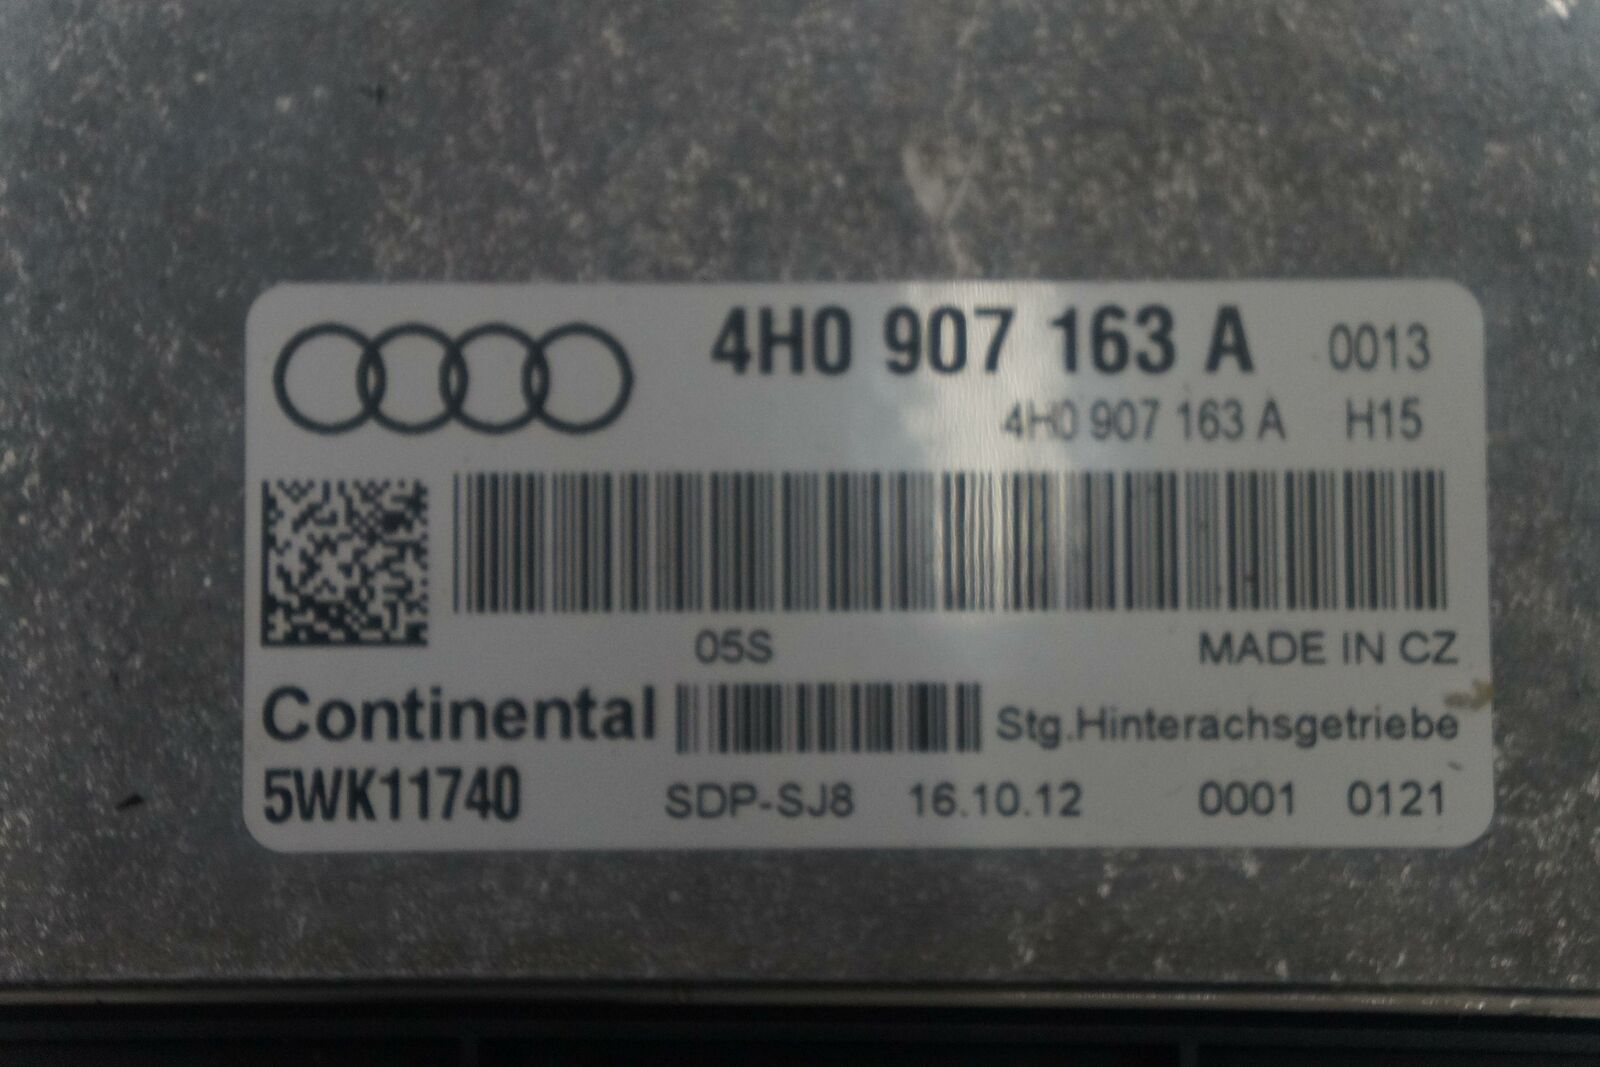 4H0 907 163 A 0013
4H0 907 163 A H15
05S MADE IN CZ
Continental Stg.Hinterachsgetriebe
5WK11740 SDP-SJ8 16.10.12 0001 0121